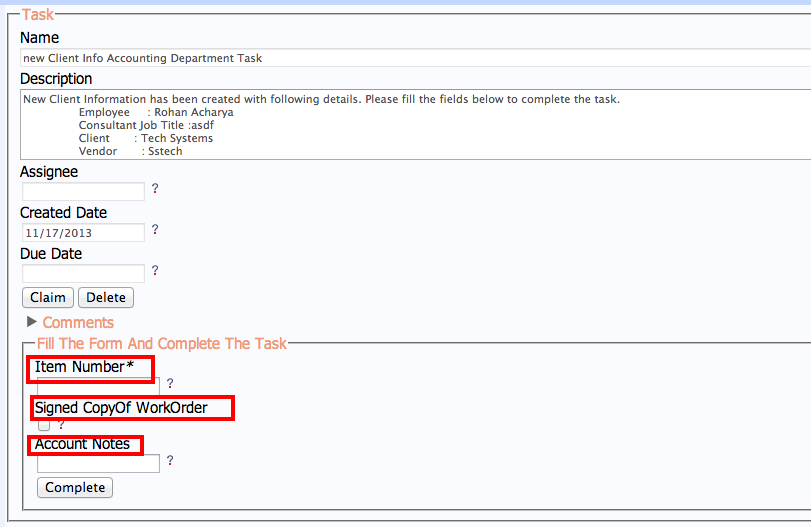 Task
Name
new Client Info Accounting Department Task
Description
New Client Information has been created with following details. Please fill the fields below to complete the task.
Employee : Rohan Acharya
Consultant Job Title :asdf
Client : Tech Systems
Vendor : Sstech
Assignee
?
Created Date
11/17/2013 ?
Due Date
?
Claim Delete
Comments
Fill The Form And Complete The Task
Item Number*
?
Signed CopyOf WorkOrder
?
Account Notes
?
Complete